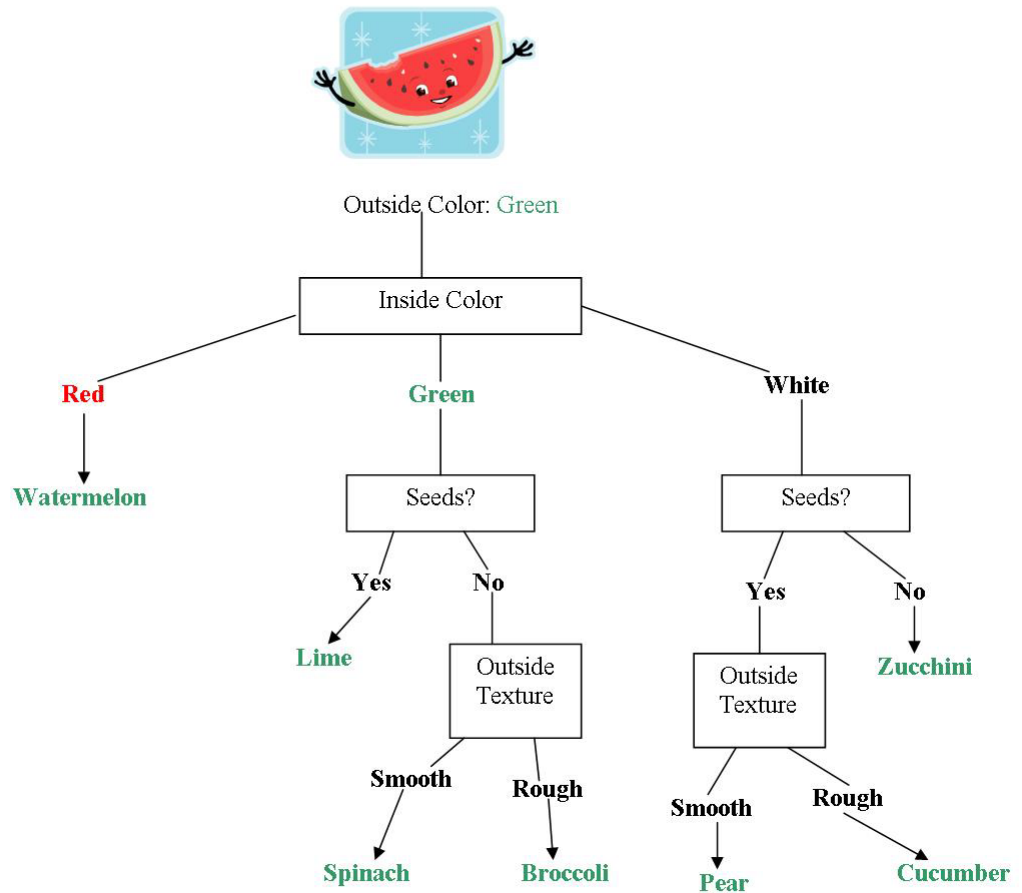 Outside Color: Green
Inside Color
Red
Green
White
Watermelon
Seeds?
Seeds?
Yes
No
Yes
No
Lime
Outside
Texture
Outside
Texture
Zucchini
Smooth
Rough
Smooth
Rough
Spinach
Broccoli
Pear
Cucumber